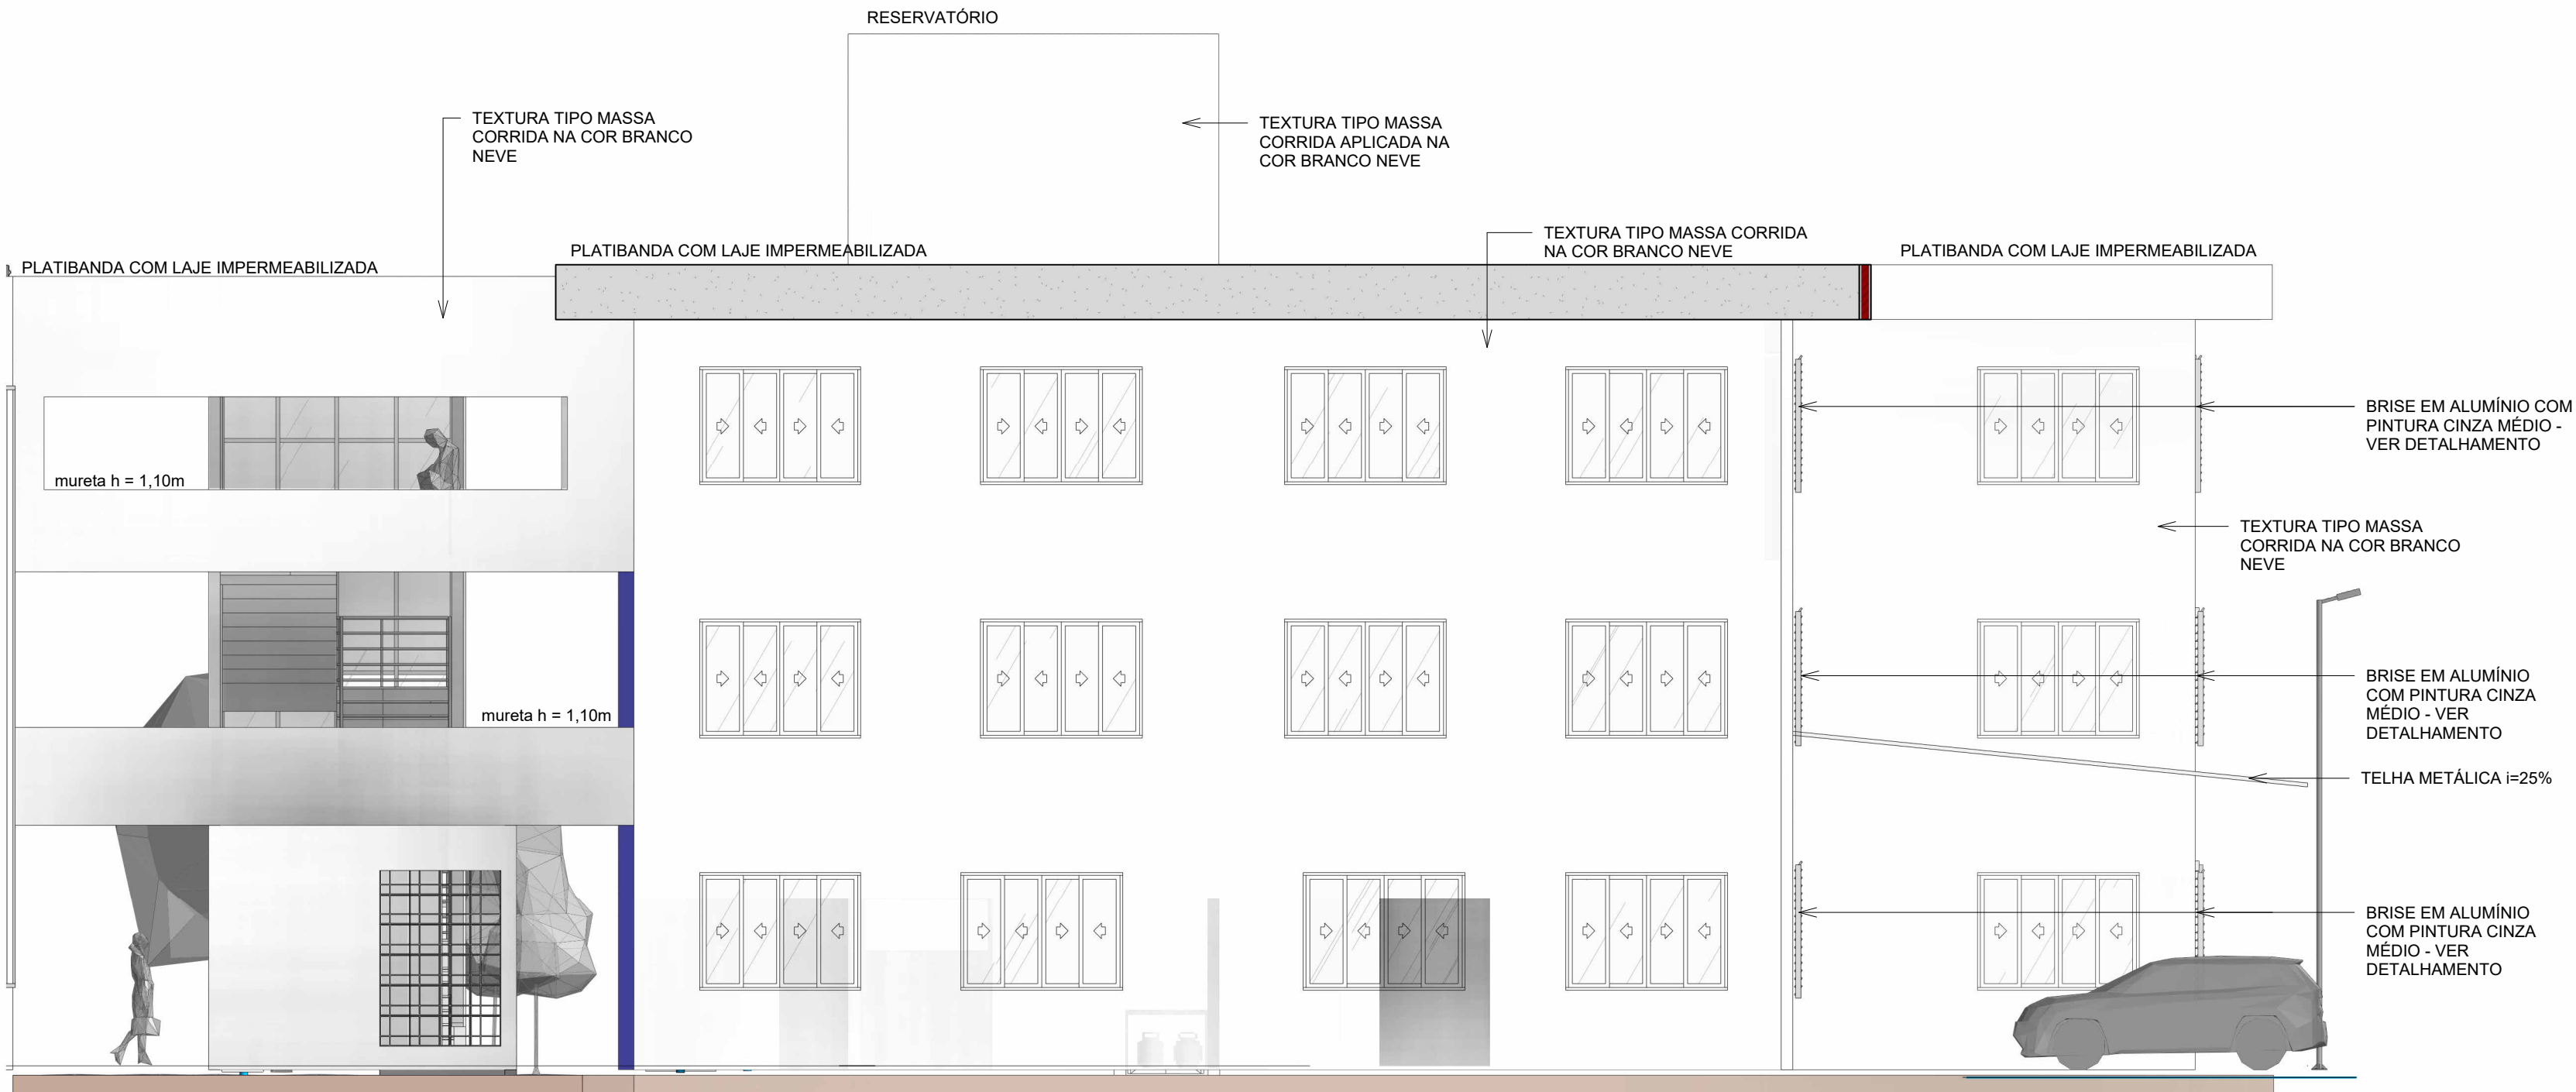 RESERVATÓRIO
TEXTURA TIPO MASSA
CORRIDA NA COR BRANCO
NEVE
TEXTURA TIPO MASSA
CORRIDA APLICADA NA
COR BRANCO NEVE
TEXTURA TIPO MASSA CORRIDA
NA COR BRANCO NEVE
PLATIBANDA COM LAJE IMPERMEABILIZADA
PLATIBANDA COM LAJE IMPERMEABILIZADA
PLATIBANDA COM LAJE IMPERMEABILIZADA
BRISE EM ALUMÍNIO COM
PINTURA CINZA MÉDIO -
VER DETALHAMENTO
mureta h = 1,10m
TEXTURA TIPO MASSA
CORRIDA NA COR BRANCO
NEVE
BRISE EM ALUMÍNIO
COM PINTURA CINZA
MÉDIO - VER
DETALHAMENTO
mureta h = 1,10m
TELHA METÁLICA i=25%
BRISE EM ALUMÍNIO
COM PINTURA CINZA
MÉDIO - VER
DETALHAMENTO